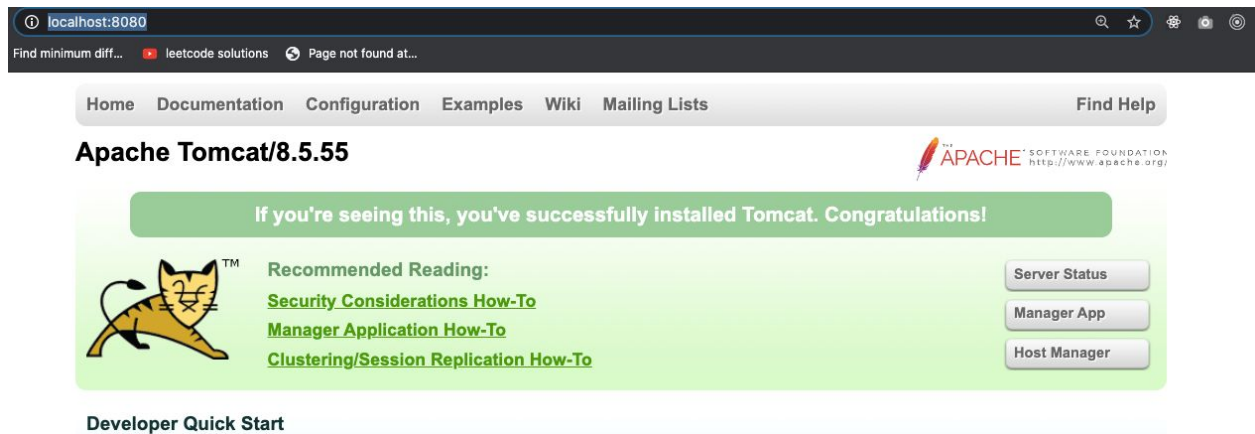 localhost:8080
Find minimum diff... leetcode solutions Page not found at...
Home Documentation Configuration Examples Wiki Mailing Lists Find Help
Apache Tomcat/8.5.55
THE APACHE SOFTWARE FOUNDATION
http://www.apache.org/
If you're seeing this, you've successfully installed Tomcat. Congratulations!
TM
Recommended Reading:
Security Considerations How-To
Manager Application How-To
Clustering/Session Replication How-To
Server Status
Manager App
Host Manager
Developer Quick Start